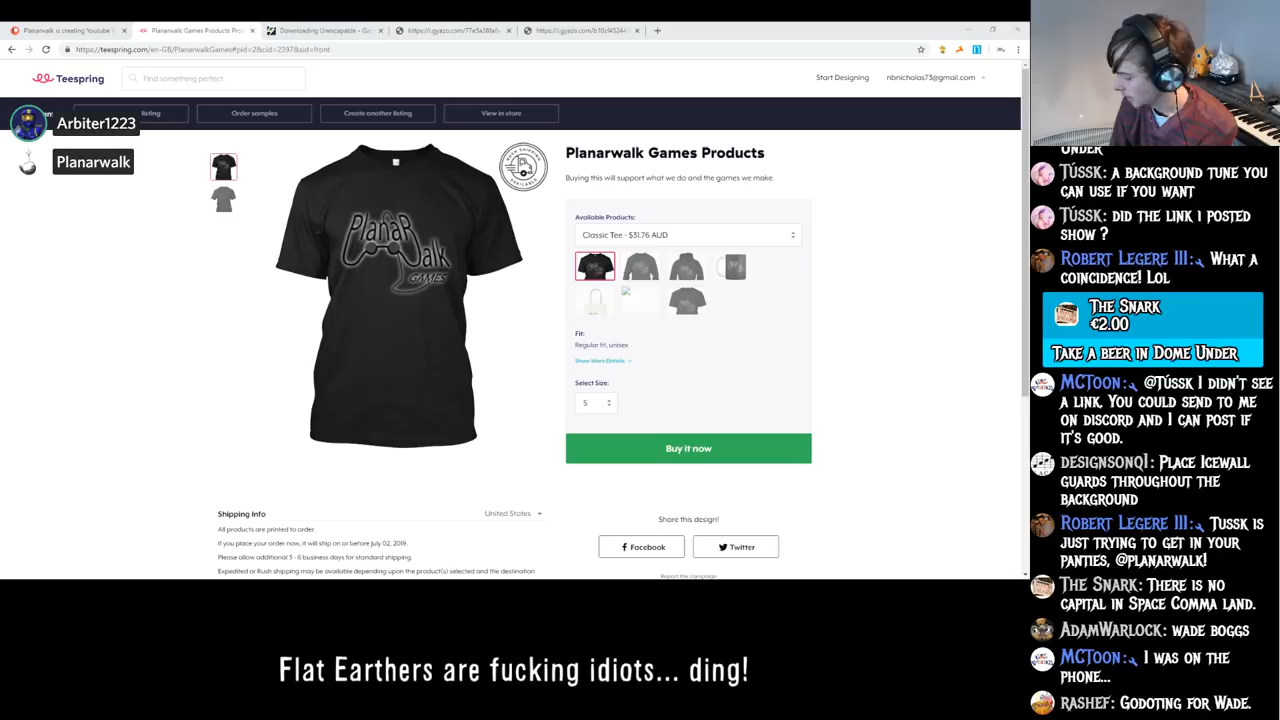 Planarwalk is creating Youtube
Planarwalk Games Products
Downloading Unescapable - Ga
https://i.gyazo.com/77e5a38fa
https://i.gyazo.com/b10cf45244
https://teespring.com/en-GB/PlanarwalkGames#pid=2&cid=2397&sid=front
Teespring
Find something perfect.
Start Designing
nbnicholas73@gmail.com
listing
Order samples
Create another listing
View in store
Arbiter1223
Planarwalk
PLANAR
Walk
GAMES
RUSH SHIPPING
AVAILABLE
Planarwalk Games Products
Buying this will support what we do and the games we make.
Available Products:
Classic Tee - $31.76 AUD
Fit:
Regular fit, unisex
Show More Details
Select Size:
S
Buy it now
Shipping Info
United States
All products are printed to order.
If you place your order now, it will ship on or before July 02, 2019.
Please allow additional 3 - 6 business days for standard shipping.
Expedited or Rush shipping may be available depending upon the product(s) selected and the destination
Share this design!
Facebook
Twitter
Report this campaign
Flat Earthers are fucking idiots... ding!
UNDER
TÚSSK: A BACKGROUND TUNE YOU
CAN USE IF YOU WANT
TÚSSK: DID THE LINK I POSTED
SHOW ?
ROBERT LEGERE III: WHAT A
COINCIDENCE! LOL
THE SNARK
€2.00
TAKE A BEER IN DOME UNDER
MCTOON: @TÚSSK I DIDN'T SEE
A LINK. YOU COULD SEND TO ME
ON DISCORD AND I CAN POST IF
IT'S GOOD.
DESIGNSONQ1: PLACE ICEWALL
GUARDS THROUGHOUT THE
BACKGROUND
ROBERT LEGERE III: TUSSK IS
JUST TRYING TO GET IN YOUR
PANTIES, @PLANARWALK!
THE SNARK: THERE IS NO
CAPITAL IN SPACE COMMA LAND.
ADAMWARLOCK: WADE BOGGS
MCTOON: I WAS ON THE
PHONE...
RASHEF: GODOTING FOR WADE.